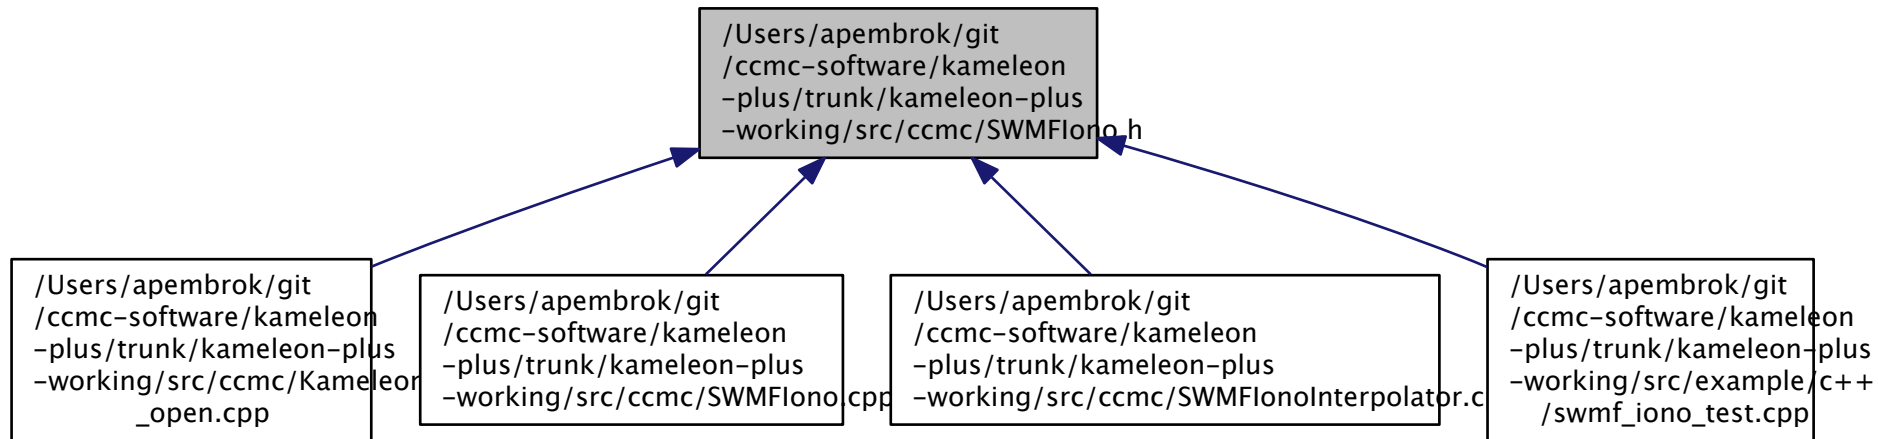 /Users/apembrok/git
/ccmc-software/kameleon
-plus/trunk/kameleon-plus
-working/src/ccmc/SWMFIono.h
/Users/apembrok/git
/ccmc-software/kameleon
-plus/trunk/kameleon-plus
-working/src/ccmc/Kameleon
_open.cpp
/Users/apembrok/git
/ccmc-software/kameleon
-plus/trunk/kameleon-plus
-working/src/ccmc/SWMFIono.cpp
/Users/apembrok/git
/ccmc-software/kameleon
-plus/trunk/kameleon-plus
-working/src/ccmc/SWMFIonoInterpolator.c
/Users/apembrok/git
/ccmc-software/kameleon
-plus/trunk/kameleon-plus
-working/src/example/c++
/swmf_iono_test.cpp